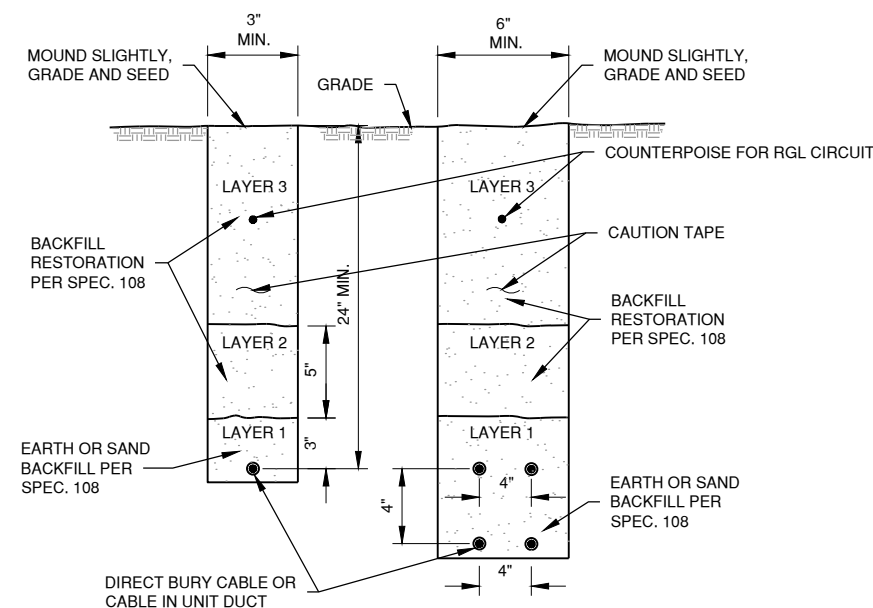 3"
MIN.
6"
MIN.
MOUND SLIGHTLY,
GRADE AND SEED
GRADE
MOUND SLIGHTLY,
GRADE AND SEED
COUNTERPOISE FOR RGL CIRCUIT
LAYER 3
LAYER 3
CAUTION TAPE
BACKFILL
RESTORATION
PER SPEC. 108
24" MIN.
BACKFILL
RESTORATION
PER SPEC. 108
LAYER 2
5"
LAYER 2
LAYER 1
3"
LAYER 1
EARTH OR SAND
BACKFILL PER
SPEC. 108
4"
4"
EARTH OR SAND
BACKFILL PER
SPEC. 108
4"
DIRECT BURY CABLE OR
CABLE IN UNIT DUCT